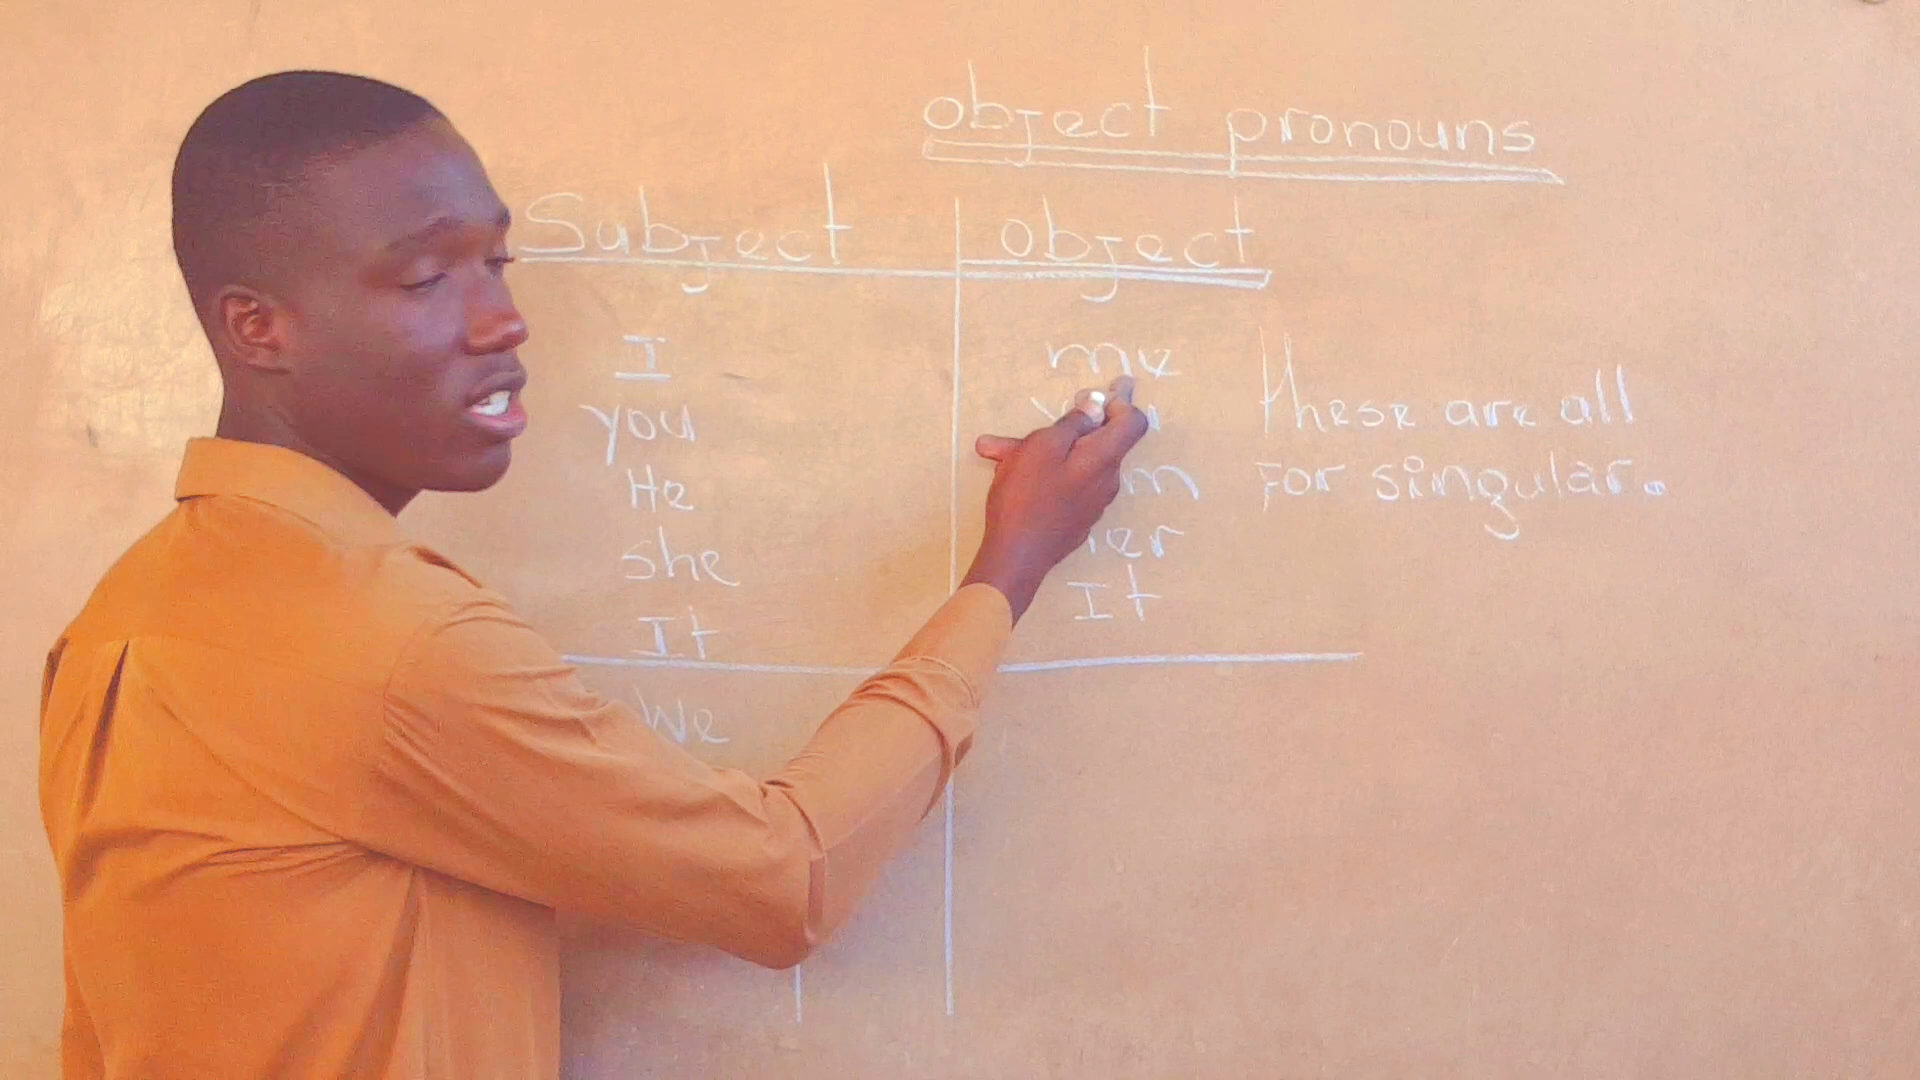 object pronouns
Subject object
I me
you
He
she
It It
We
these are all
For singular.